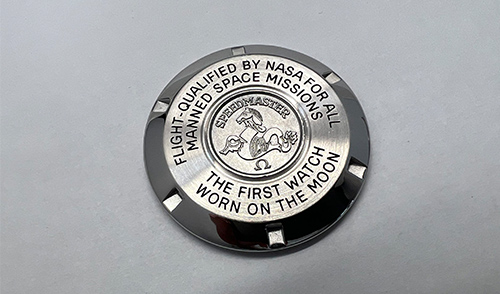 FLIGHT-QUALIFIED BY NASA FOR ALL
MANNED SPACE MISSIONS
SPEEDMASTER
Ω
THE FIRST WATCH
WORN ON THE MOON